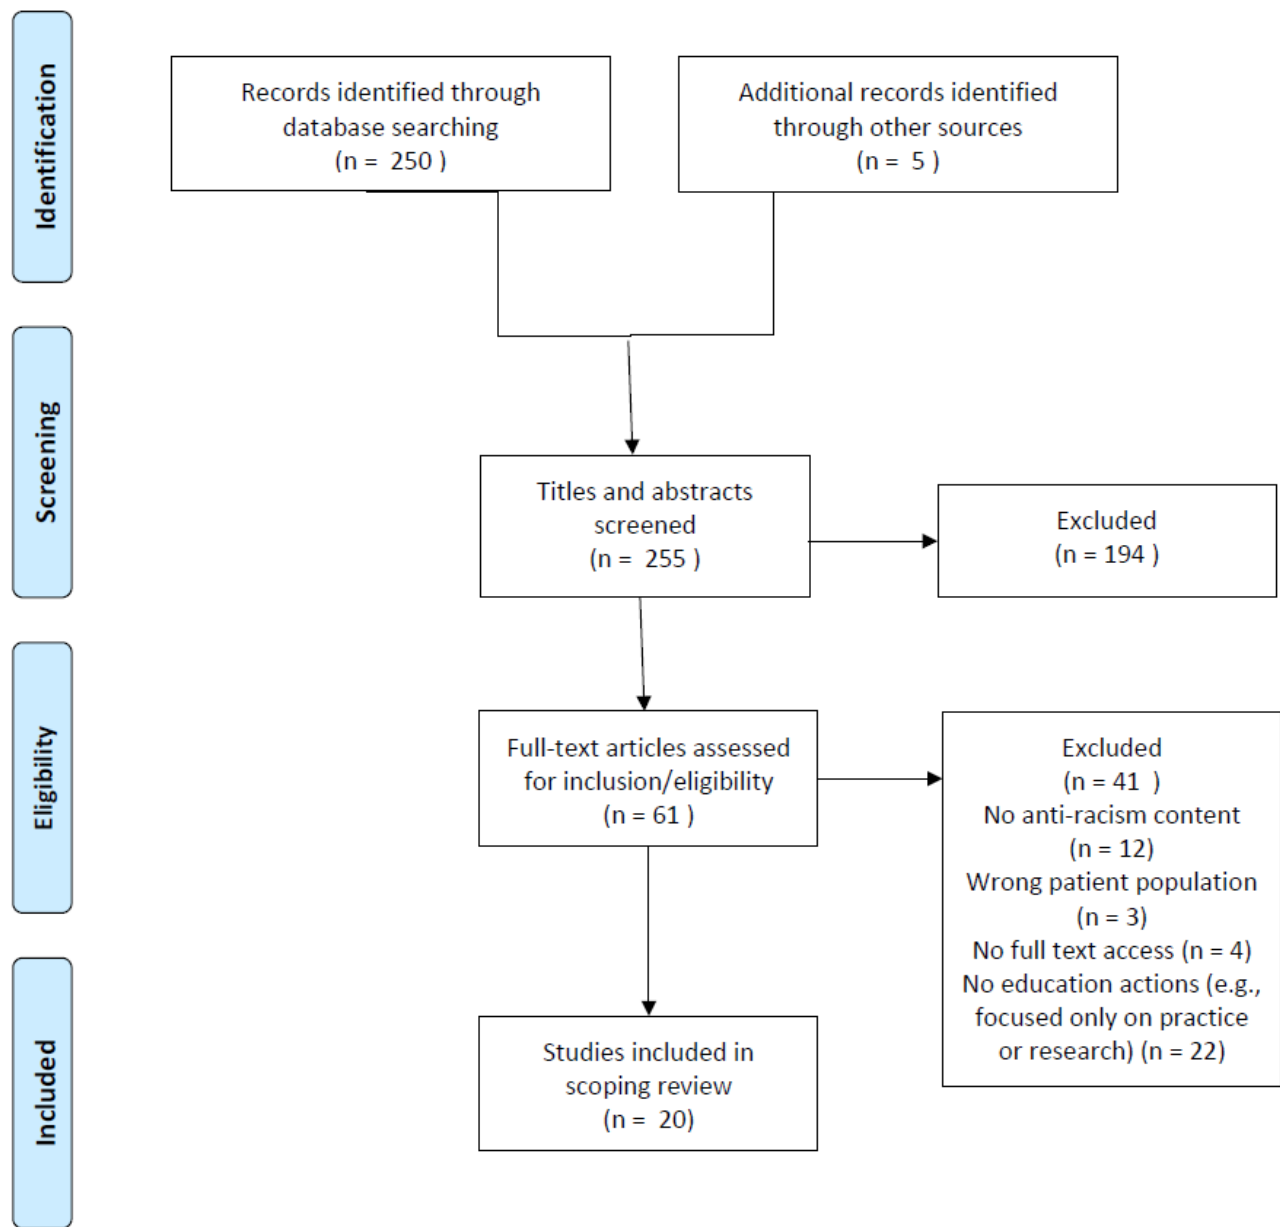 Identification
Records identified through
database searching
(n =  250 )
Additional records identified
through other sources
(n =  5 )
Screening
Titles and abstracts
screened
(n =  255 )
Excluded
(n = 194 )
Eligibility
Full-text articles assessed
for inclusion/eligibility
(n = 61 )
Excluded
(n = 41  )
No anti-racism content
(n = 12)
Wrong patient population
(n = 3)
No full text access (n = 4)
No education actions (e.g.,
focused only on practice
or research) (n = 22)
Included
Studies included in
scoping review
(n =  20)